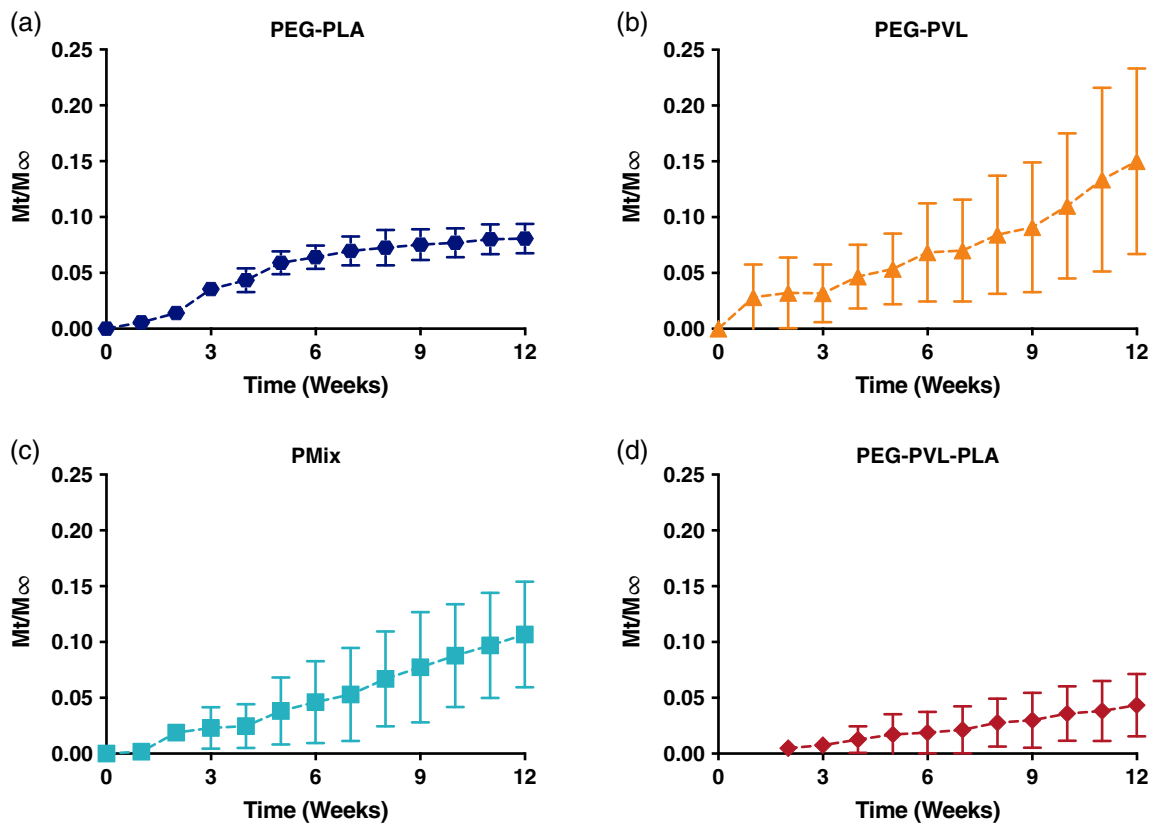 (a)
PEG-PLA
0.25
0.20
0.15
0.10
0.05
0.00
Mt/M∞
0 3 6 9 12
Time (Weeks)
(b)
PEG-PVL
0.25
0.20
0.15
0.10
0.05
0.00
Mt/M∞
0 3 6 9 12
Time (Weeks)
(c)
PMix
0.25
0.20
0.15
0.10
0.05
0.00
Mt/M∞
0 3 6 9 12
Time (Weeks)
(d)
PEG-PVL-PLA
0.25
0.20
0.15
0.10
0.05
0.00
Mt/M∞
0 3 6 9 12
Time (Weeks)